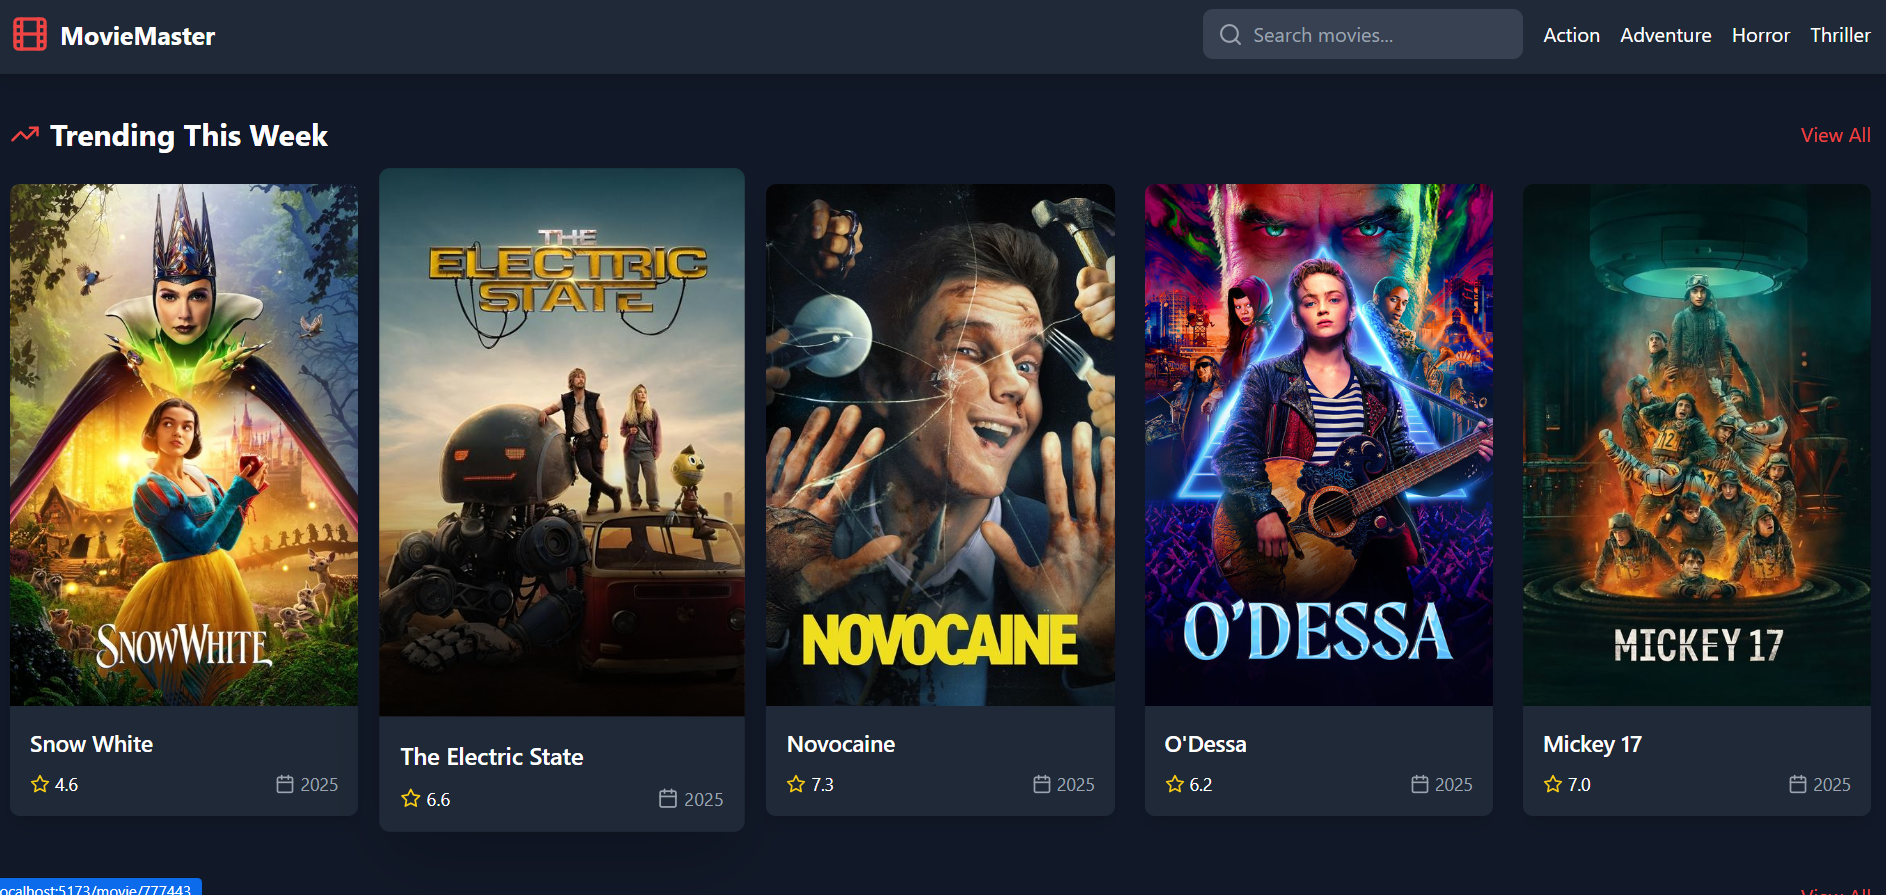 MovieMaster
Search movies...
Action Adventure Horror Thriller
Trending This Week
View All
SNOW WHITE
THE
ELECTRIC
STATE
NOVOCAINE
O'DESSA
MICKEY 17
Snow White
4.6 2025
The Electric State
6.6 2025
Novocaine
7.3 2025
O'Dessa
6.2 2025
Mickey 17
7.0 2025
ocalhost:5173/movie/777443
View All